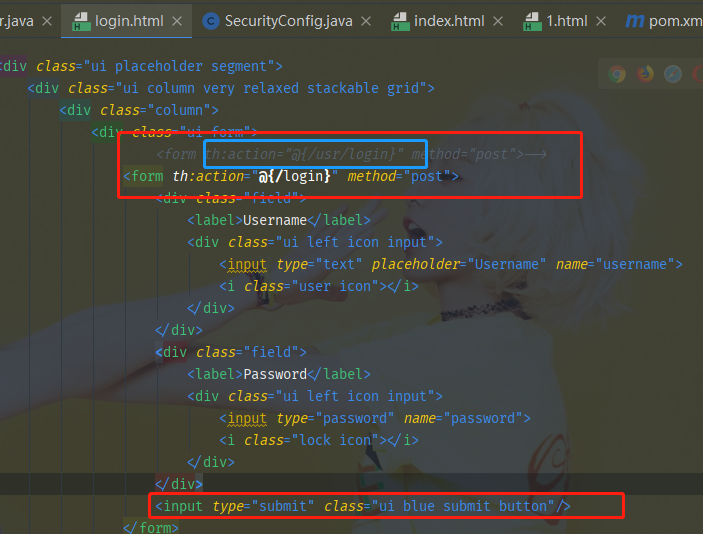 r.java × login.html × SecurityConfig.java × index.html × 1.html × pom.xm
<div class="ui placeholder segment">
<div class="ui column very relaxed stackable grid">
<div class="column">
<div class="ui form">
<form th:action="@{/usr/login}" method="post">-->
<form th:action="@{/login}" method="post">
<div class="field">
<label>Username</label>
<div class="ui left icon input">
<input type="text" placeholder="Username" name="username">
<i class="user icon"></i>
</div>
</div>
<div class="field">
<label>Password</label>
<div class="ui left icon input">
<input type="password" name="password">
<i class="lock icon"></i>
</div>
</div>
<input type="submit" class="ui blue submit button"/>
</form>